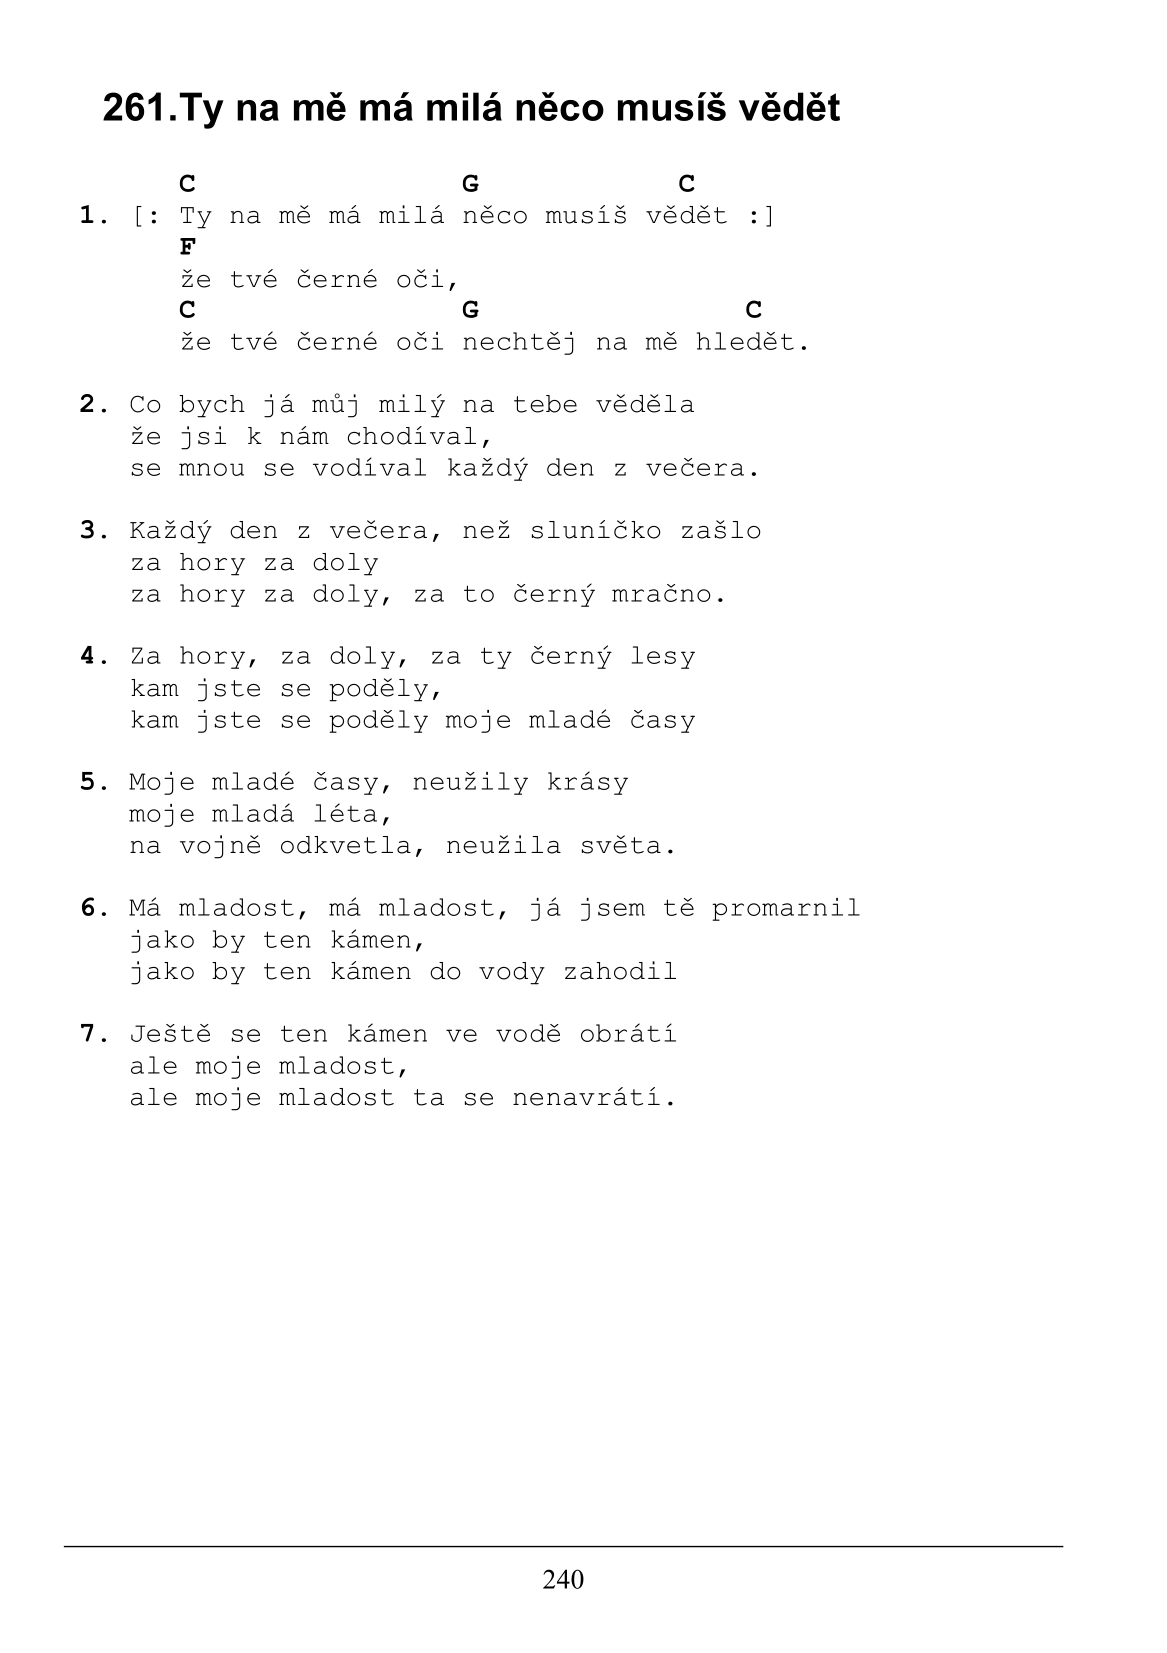 261.Ty na mě má milá něco musíš vědět
C G C
1. [: Ty na mě má milá něco musíš vědět :]
F
že tvé černé oči,
C G C
že tvé černé oči nechtěj na mě hledět.
2. Co bych já můj milý na tebe věděla
že jsi k nám chodíval,
se mnou se vodíval každý den z večera.
3. Každý den z večera, než sluníčko zašlo
za hory za doly
za hory za doly, za to černý mračno.
4. Za hory, za doly, za ty černý lesy
kam jste se poděly,
kam jste se poděly moje mladé časy
5. Moje mladé časy, neužily krásy
moje mladá léta,
na vojně odkvetla, neužila světa.
6. Má mladost, má mladost, já jsem tě promarnil
jako by ten kámen,
jako by ten kámen do vody zahodil
7. Ještě se ten kámen ve vodě obrátí
ale moje mladost,
ale moje mladost ta se nenavrátí.
240